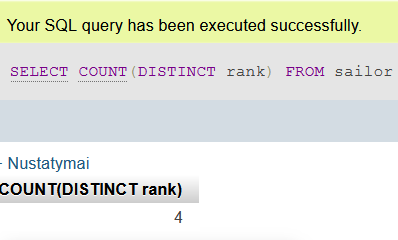 Your SQL query has been executed successfully.
SELECT COUNT(DISTINCT rank) FROM sailor
Nustatymai
COUNT(DISTINCT rank)
4